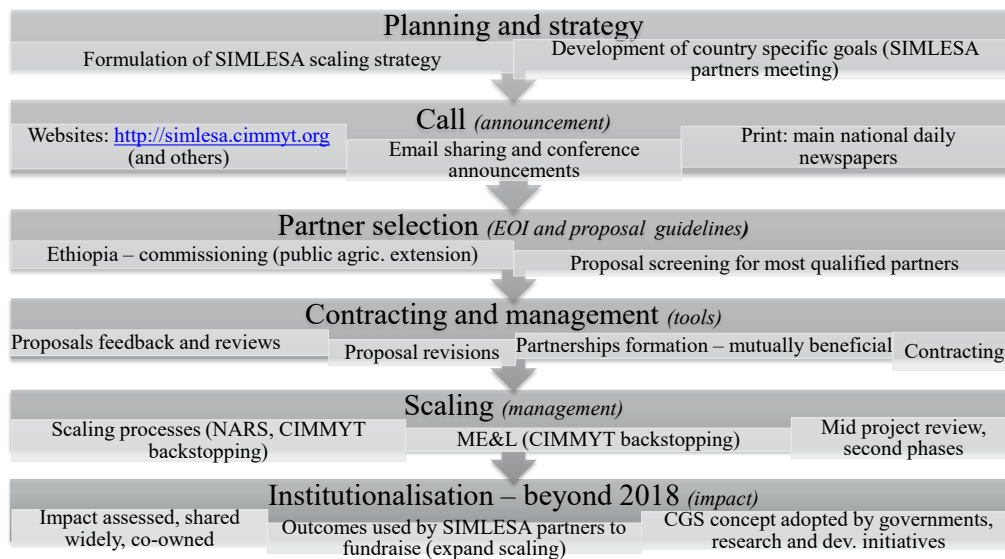 Planning and strategy
Formulation of SIMLESA scaling strategy
Development of country specific goals (SIMLESA
partners meeting)
Call (announcement)
Websites: http://simlesa.cimmyt.org
(and others)
Email sharing and conference
announcements
Print: main national daily
newspapers
Partner selection (EOI and proposal guidelines)
Ethiopia – commissioning (public agric. extension)
Proposal screening for most qualified partners
Contracting and management (tools)
Proposals feedback and reviews
Proposal revisions
Partnerships formation – mutually beneficial
Contracting
Scaling (management)
Scaling processes (NARS, CIMMYT
backstopping)
ME&L (CIMMYT backstopping)
Mid project review,
second phases
Institutionalisation – beyond 2018 (impact)
Impact assessed, shared
widely, co-owned
Outcomes used by SIMLESA partners to
fundraise (expand scaling)
CGS concept adopted by governments,
research and dev. initiatives